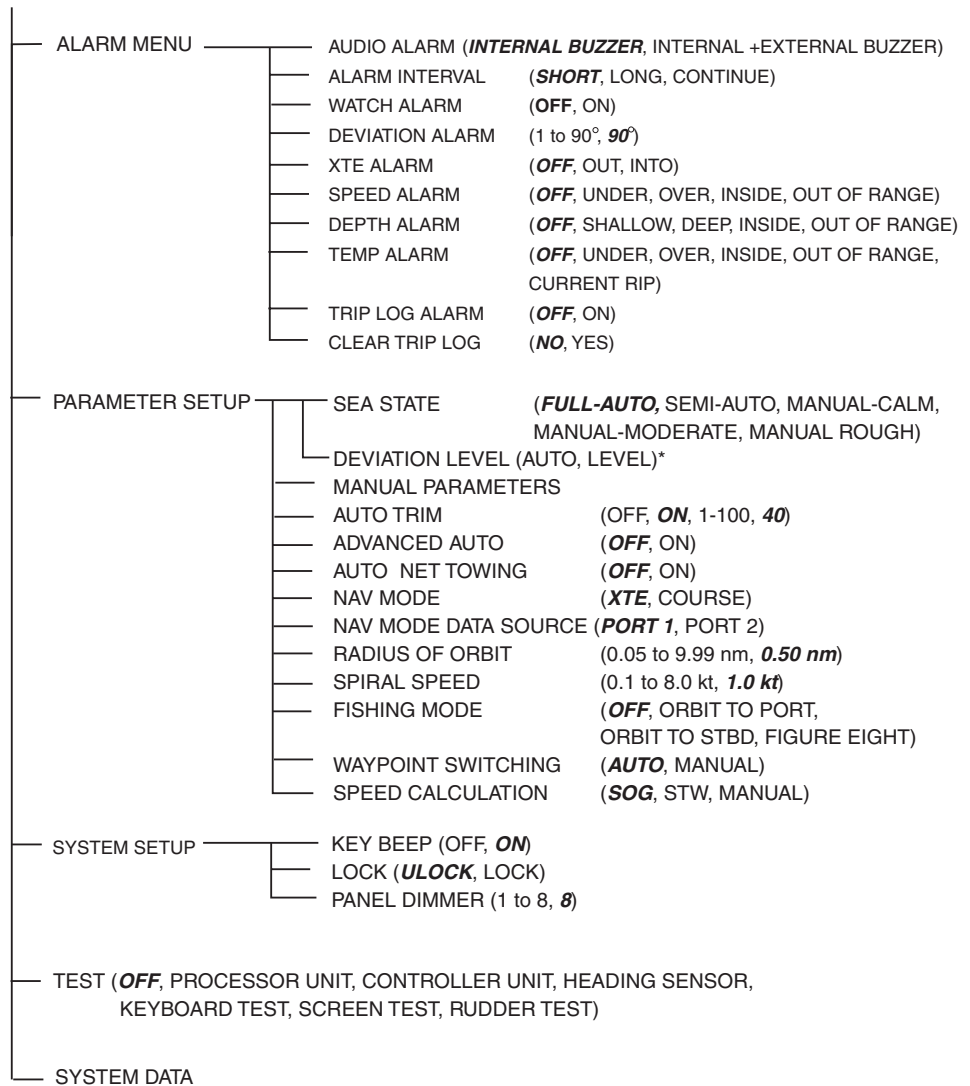 ALARM MENU AUDIO ALARM (INTERNAL BUZZER, INTERNAL +EXTERNAL BUZZER)
ALARM INTERVAL (SHORT, LONG, CONTINUE)
WATCH ALARM (OFF, ON)
DEVIATION ALARM (1 to 90°, 90°)
XTE ALARM (OFF, OUT, INTO)
SPEED ALARM (OFF, UNDER, OVER, INSIDE, OUT OF RANGE)
DEPTH ALARM (OFF, SHALLOW, DEEP, INSIDE, OUT OF RANGE)
TEMP ALARM (OFF, UNDER, OVER, INSIDE, OUT OF RANGE,
CURRENT RIP)
TRIP LOG ALARM (OFF, ON)
CLEAR TRIP LOG (NO, YES)
PARAMETER SETUP SEA STATE (FULL-AUTO, SEMI-AUTO, MANUAL-CALM,
MANUAL-MODERATE, MANUAL ROUGH)
DEVIATION LEVEL (AUTO, LEVEL)*
MANUAL PARAMETERS
AUTO TRIM (OFF, ON, 1-100, 40)
ADVANCED AUTO (OFF, ON)
AUTO NET TOWING (OFF, ON)
NAV MODE (XTE, COURSE)
NAV MODE DATA SOURCE (PORT 1, PORT 2)
RADIUS OF ORBIT (0.05 to 9.99 nm, 0.50 nm)
SPIRAL SPEED (0.1 to 8.0 kt, 1.0 kt)
FISHING MODE (OFF, ORBIT TO PORT,
ORBIT TO STBD, FIGURE EIGHT)
WAYPOINT SWITCHING (AUTO, MANUAL)
SPEED CALCULATION (SOG, STW, MANUAL)
SYSTEM SETUP KEY BEEP (OFF, ON)
LOCK (ULOCK, LOCK)
PANEL DIMMER (1 to 8, 8)
TEST (OFF, PROCESSOR UNIT, CONTROLLER UNIT, HEADING SENSOR,
KEYBOARD TEST, SCREEN TEST, RUDDER TEST)
SYSTEM DATA